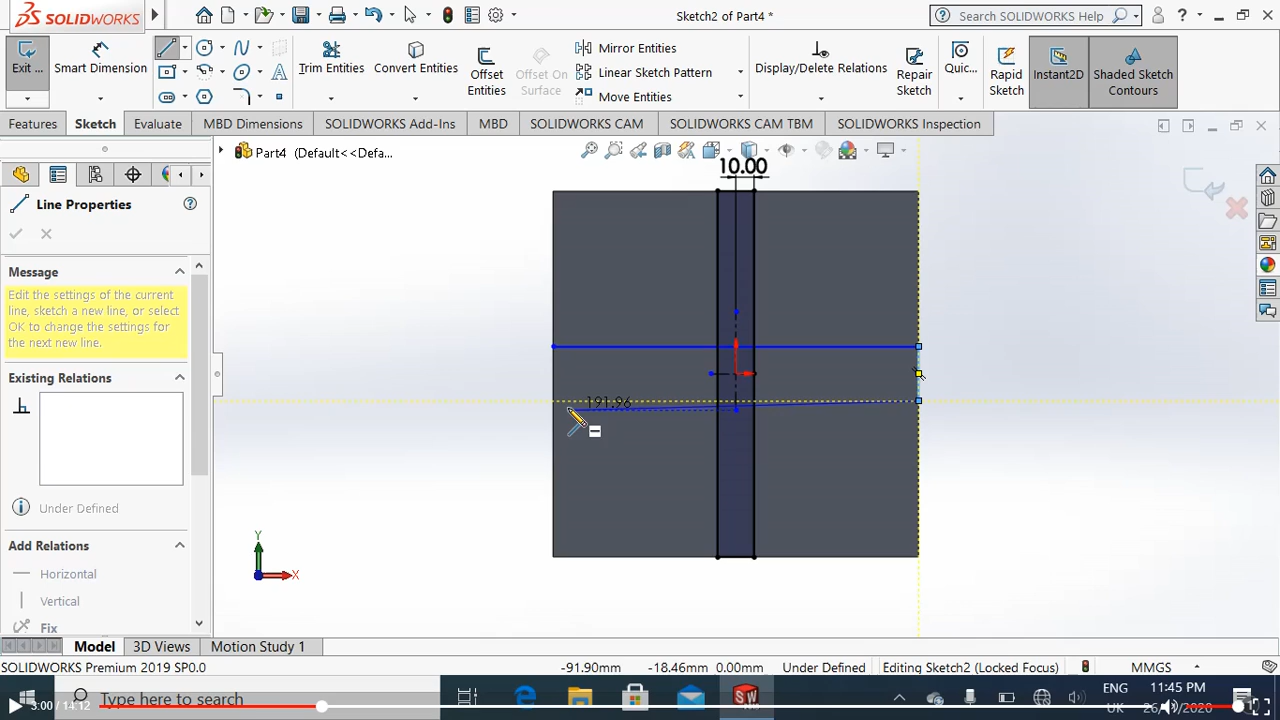 SOLIDWORKS
Sketch2 of Part4 *
Search SOLIDWORKS Help
?
Exit ...
Smart Dimension
Trim Entities
Convert Entities
Offset Entities
Offset On Surface
Mirror Entities
Linear Sketch Pattern
Move Entities
Display/Delete Relations
Repair Sketch
Quic...
Rapid Sketch
Instant2D
Shaded Sketch Contours
Features
Sketch
Evaluate
MBD Dimensions
SOLIDWORKS Add-Ins
MBD
SOLIDWORKS CAM
SOLIDWORKS CAM TBM
SOLIDWORKS Inspection
Part4 (Default<<Defa...
10.00
Line Properties
Message
Edit the settings of the current
line, sketch a new line, or select
OK to change the settings for
the next new line.
Existing Relations
191.96
Under Defined
Add Relations
Horizontal
Vertical
Fix
Y
X
Model
3D Views
Motion Study 1
SOLIDWORKS Premium 2019 SP0.0
-91.90mm
-18.46mm 0.00mm
Under Defined
Editing Sketch2 (Locked Focus)
MMGS
Type here to search
3:00 / 14:12
ENG
UK
11:45 PM